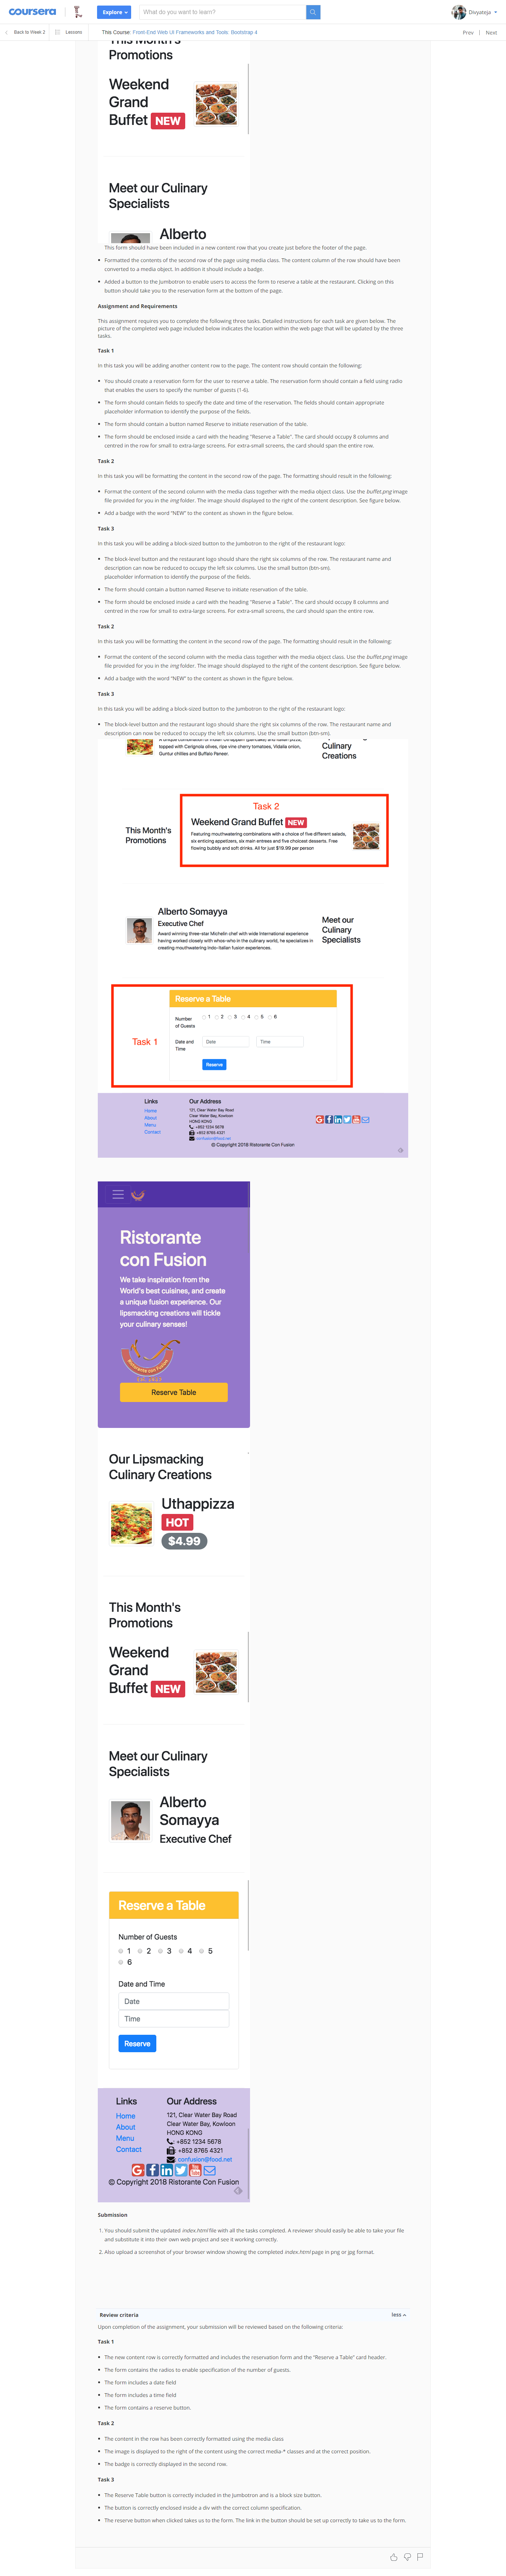 coursera
Explore
What do you want to learn?
Divyateja
Back to Week 2
Lessons
This Course: Front-End Web UI Frameworks and Tools: Bootstrap 4
Prev | Next
This Month's
Promotions
Weekend
Grand
Buffet NEW
Meet our Culinary
Specialists
Alberto
This form should have been included in a new content row that you create just before the footer of the page.
• Formatted the contents of the second row of the page using media class. The content column of the row should have been
converted to a media object. In addition it should include a badge.
• Added a button to the Jumbotron to enable users to access the form to reserve a table at the restaurant. Clicking on this
button should take you to the reservation form at the bottom of the page.
Assignment and Requirements
This assignment requires you to complete the following three tasks. Detailed instructions for each task are given below. The
picture of the completed web page included below indicates the location within the web page that will be updated by the three
tasks.
Task 1
In this task you will be adding another content row to the page. The content row should contain the following:
• You should create a reservation form for the user to reserve a table. The reservation form should contain a field using radio
that enables the users to specify the number of guests (1-6).
• The form should contain fields to specify the date and time of the reservation. The fields should contain appropriate
placeholder information to identify the purpose of the fields.
• The form should contain a button named Reserve to initiate reservation of the table.
• The form should be enclosed inside a card with the heading "Reserve a Table". The card should occupy 8 columns and
centred in the row for small to extra-large screens. For extra-small screens, the card should span the entire row.
Task 2
In this task you will be formatting the content in the second row of the page. The formatting should result in the following:
• Format the content of the second column with the media class together with the media object class. Use the buffet.png image
file provided for you in the img folder. The image should displayed to the right of the content description. See figure below.
• Add a badge with the word "NEW" to the content as shown in the figure below.
Task 3
In this task you will be adding a block-sized button to the Jumbotron to the right of the restaurant logo:
• The block-level button and the restaurant logo should share the right six columns of the row. The restaurant name and
description can now be reduced to occupy the left six columns. Use the small button (btn-sm).
placeholder information to identify the purpose of the fields.
• The form should contain a button named Reserve to initiate reservation of the table.
• The form should be enclosed inside a card with the heading "Reserve a Table". The card should occupy 8 columns and
centred in the row for small to extra-large screens. For extra-small screens, the card should span the entire row.
Task 2
In this task you will be formatting the content in the second row of the page. The formatting should result in the following:
• Format the content of the second column with the media class together with the media object class. Use the buffet.png image
file provided for you in the img folder. The image should displayed to the right of the content description. See figure below.
• Add a badge with the word "NEW" to the content as shown in the figure below.
Task 3
In this task you will be adding a block-sized button to the Jumbotron to the right of the restaurant logo:
• The block-level button and the restaurant logo should share the right six columns of the row. The restaurant name and
description can now be reduced to occupy the left six columns. Use the small button (btn-sm).
topped with Cerignola olives, ripe vine cherry tomatoes, Vidalia onion,
Guntur chillies and Buffalo Paneer.
Culinary
Creations
Task 2
This Month's
Promotions
Weekend Grand Buffet NEW
Featuring mouthwatering combinations with a choice of five different salads,
six enticing appetizers, six main entrees and five choicest desserts. Free
flowing bubbly and soft drinks. All for just $19.99 per person
Alberto Somayya
Executive Chef
Award winning three-star Michelin chef with wide International experience
having worked closely with whos-who in the culinary world, he specializes in
creating mouthwatering Indo-Italian fusion experiences.
Meet our
Culinary
Specialists
Task 1
Reserve a Table
Number
of Guests
1 2 3 4 5 6
Date and
Time
Date
Time
Reserve
Links
Home
About
Menu
Contact
Our Address
121, Clear Water Bay Road
Clear Water Bay, Kowloon
HONG KONG
+852 1234 5678
+852 8765 4321
confusion@food.net
© Copyright 2018 Ristorante Con Fusion
Ristorante
con Fusion
We take inspiration from the
World's best cuisines, and create
a unique fusion experience. Our
lipsmacking creations will tickle
your culinary senses!
Ristorante con Fusion
Reserve Table
Our Lipsmacking
Culinary Creations
Uthappizza
HOT
$4.99
This Month's
Promotions
Weekend
Grand
Buffet NEW
Meet our Culinary
Specialists
Alberto
Somayya
Executive Chef
Reserve a Table
Number of Guests
1 2 3 4 5
6
Date and Time
Date
Time
Reserve
Links
Home
About
Menu
Contact
Our Address
121, Clear Water Bay Road
Clear Water Bay, Kowloon
HONG KONG
+852 1234 5678
+852 8765 4321
confusion@food.net
© Copyright 2018 Ristorante Con Fusion
Submission
1. You should submit the updated index.html file with all the tasks completed. A reviewer should easily be able to take your file
and substitute it into their own web project and see it working correctly.
2. Also upload a screenshot of your browser window showing the completed index.html page in png or jpg format.
Review criteria
less
Upon completion of the assignment, your submission will be reviewed based on the following criteria:
Task 1
• The new content row is correctly formatted and includes the reservation form and the "Reserve a Table" card header.
• The form contains the radios to enable specification of the number of guests.
• The form includes a date field
• The form includes a time field
• The form contains a reserve button.
Task 2
• The content in the row has been correctly formatted using the media class
• The image is displayed to the right of the content using the correct media-* classes and at the correct position.
• The badge is correctly displayed in the second row.
Task 3
• The Reserve Table button is correctly included in the Jumbotron and is a block size button.
• The button is correctly enclosed inside a div with the correct column specification.
• The reserve button when clicked takes us to the form. The link in the button should be set up correctly to take us to the form.